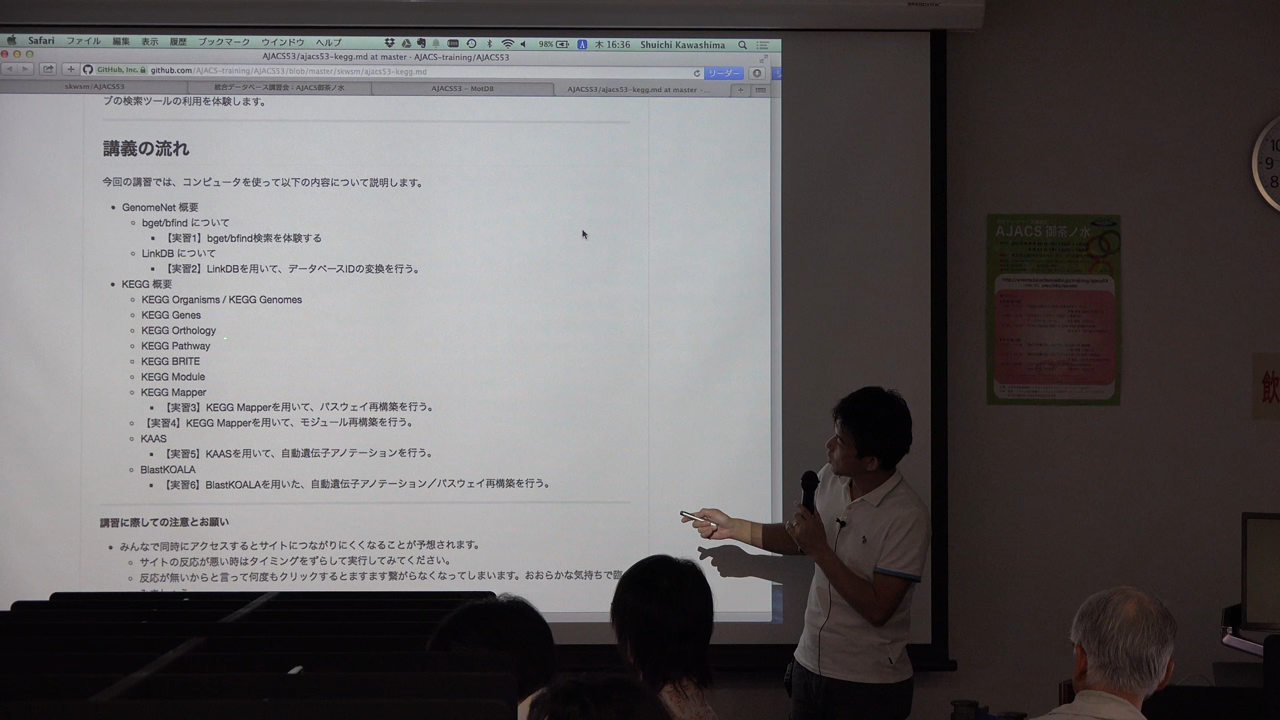 Safari ファイル 編集 表示 履歴 ブックマーク ウインドウ ヘルプ 98% A 木 16:36 Shuichi Kawashima
AJACS53/ajacs53-kegg.md at master · AJACS-training/AJACS53
GitHub, Inc. github.com/AJACS-training/AJACS53/blob/master/skwsm/ajacs53-kegg.md リーダー
skwsm/AJACS53 統合データベース講習会：AJACS御茶ノ水 AJACS53 - MotDB AJACS53/ajacs53-kegg.md at master -...
プの検索ツールの利用を体験します。
講義の流れ
今回の講習では、コンピュータを使って以下の内容について説明します。
GenomeNet 概要
bget/bfind について
【実習1】bget/bfind検索を体験する
LinkDB について
【実習2】LinkDBを用いて、データベースIDの変換を行う。
KEGG 概要
KEGG Organisms / KEGG Genomes
KEGG Genes
KEGG Orthology
KEGG Pathway
KEGG BRITE
KEGG Module
KEGG Mapper
【実習3】KEGG Mapperを用いて、パスウェイ再構築を行う。
【実習4】KEGG Mapperを用いて、モジュール再構築を行う。
KAAS
【実習5】KAASを用いて、自動遺伝子アノテーションを行う。
BlastKOALA
【実習6】BlastKOALAを用いた、自動遺伝子アノテーション／パスウェイ再構築を行う。
講習に際しての注意とお願い
みんなで同時にアクセスするとサイトにつながりにくくなることが予想されます。
サイトの反応が悪い時はタイミングをずらして実行してみてください。
反応が無いからと言って何度もクリックするとますます繋がらなくなってしまいます。おおらかな気持ちで臨
AJACS 御茶ノ水
10
9
8
飲